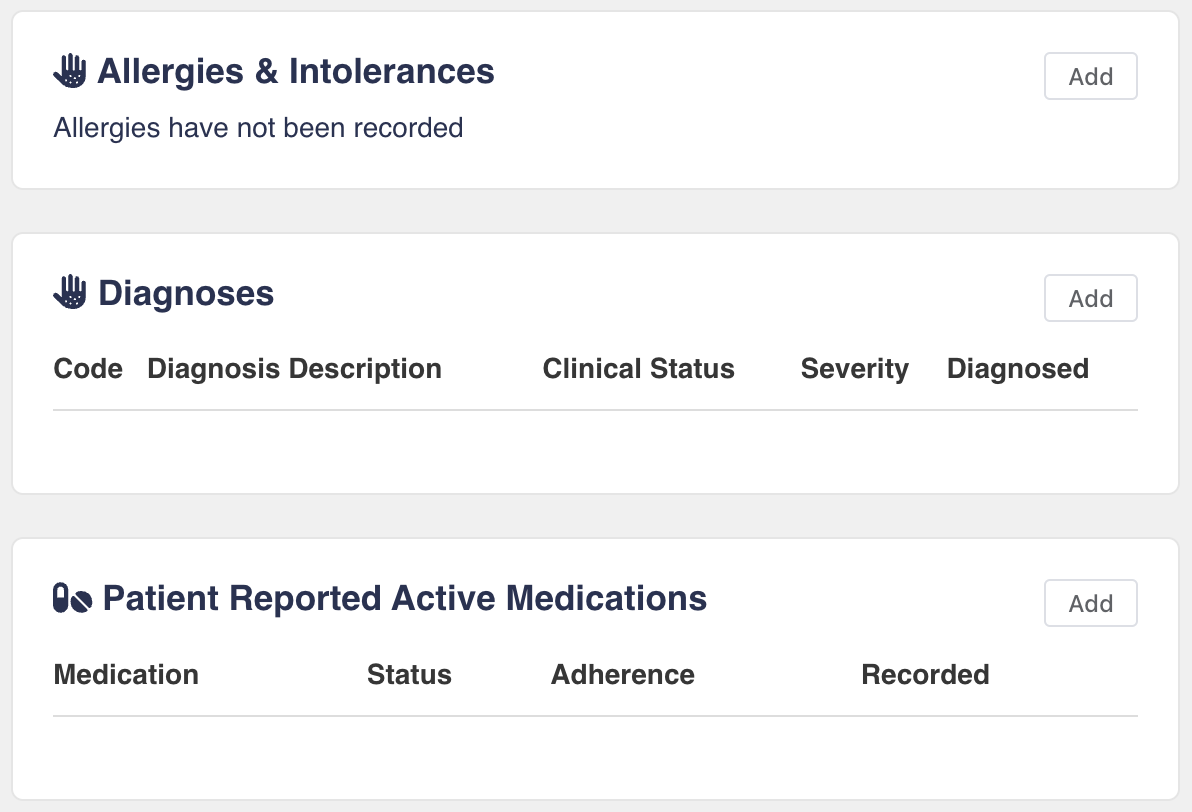 Allergies & Intolerances Add
Allergies have not been recorded
Diagnoses Add
Code Diagnosis Description Clinical Status Severity Diagnosed
Patient Reported Active Medications Add
Medication Status Adherence Recorded